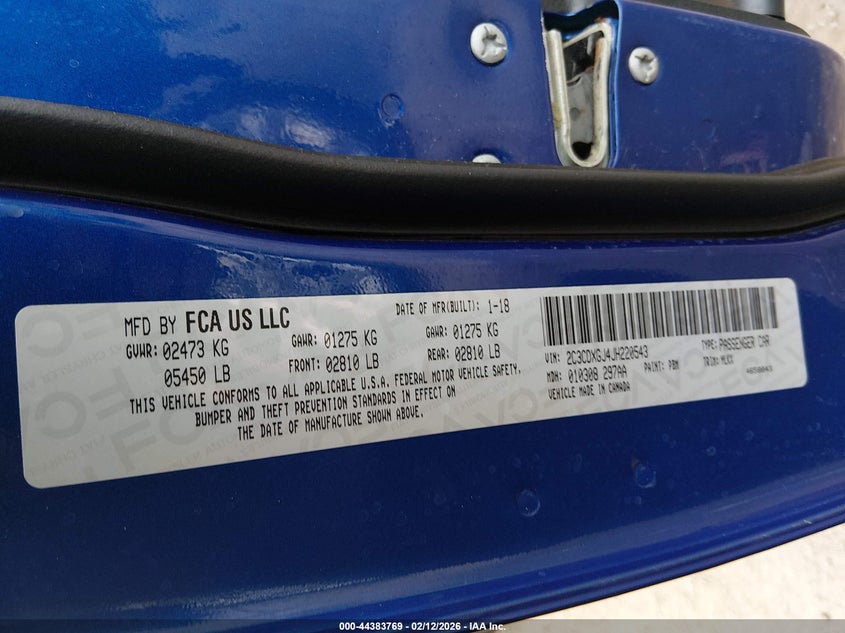 MFD BY FCA US LLC
DATE OF MFR(BUILT): 1-18
GVWR: 02473 KG
05450 LB
GAWR: 01275 KG
FRONT: 02810 LB
GAWR: 01275 KG
REAR: 02810 LB
THIS VEHICLE CONFORMS TO ALL APPLICABLE U.S.A. FEDERAL MOTOR VEHICLE SAFETY,
BUMPER AND THEFT PREVENTION STANDARDS IN EFFECT ON
THE DATE OF MANUFACTURE SHOWN ABOVE.
VIN: 2C3CDXGJ4JH220543
TYPE: PASSENGER CAR
MDH: 010308 297AA
PAINT: PBM
TRIM: MLX9
VEHICLE MADE IN CANADA
4658043
000-44383769 - 02/12/2026 - IAA Inc.